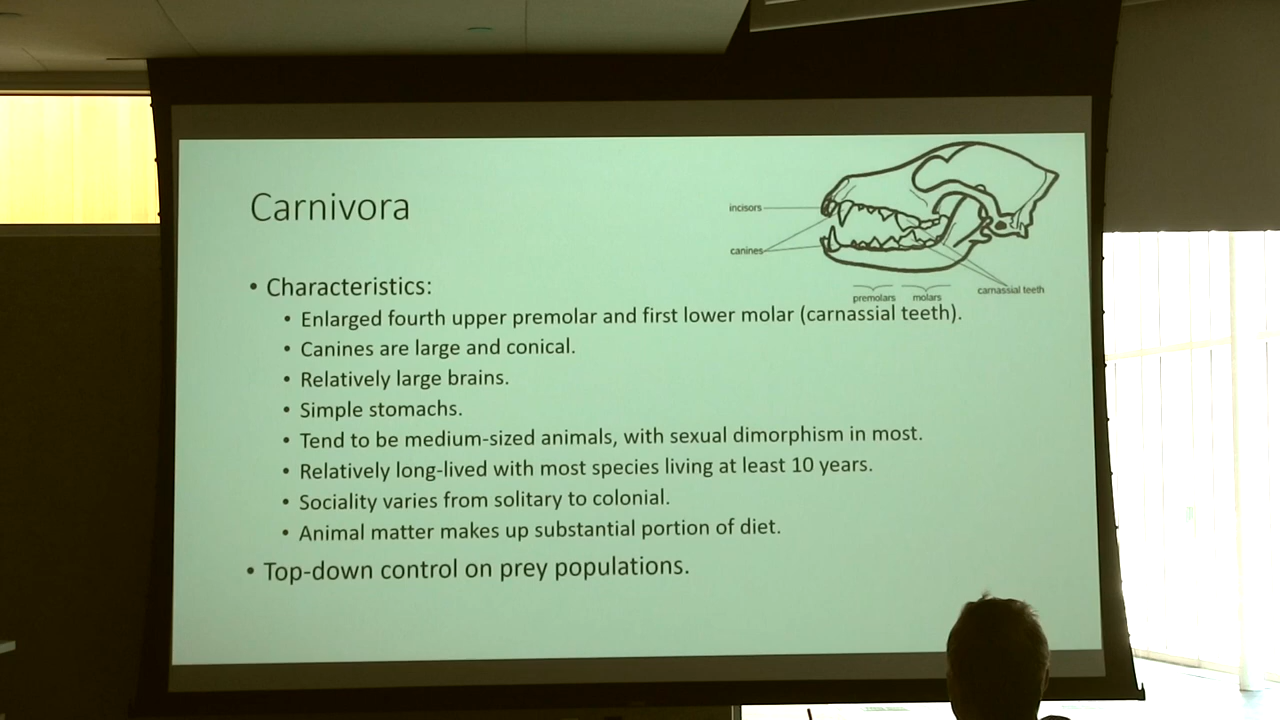 Carnivora
incisors
canines
premolars
molars
carnassial teeth
• Characteristics:
• Enlarged fourth upper premolar and first lower molar (carnassial teeth).
• Canines are large and conical.
• Relatively large brains.
• Simple stomachs.
• Tend to be medium-sized animals, with sexual dimorphism in most.
• Relatively long-lived with most species living at least 10 years.
• Sociality varies from solitary to colonial.
• Animal matter makes up substantial portion of diet.
• Top-down control on prey populations.